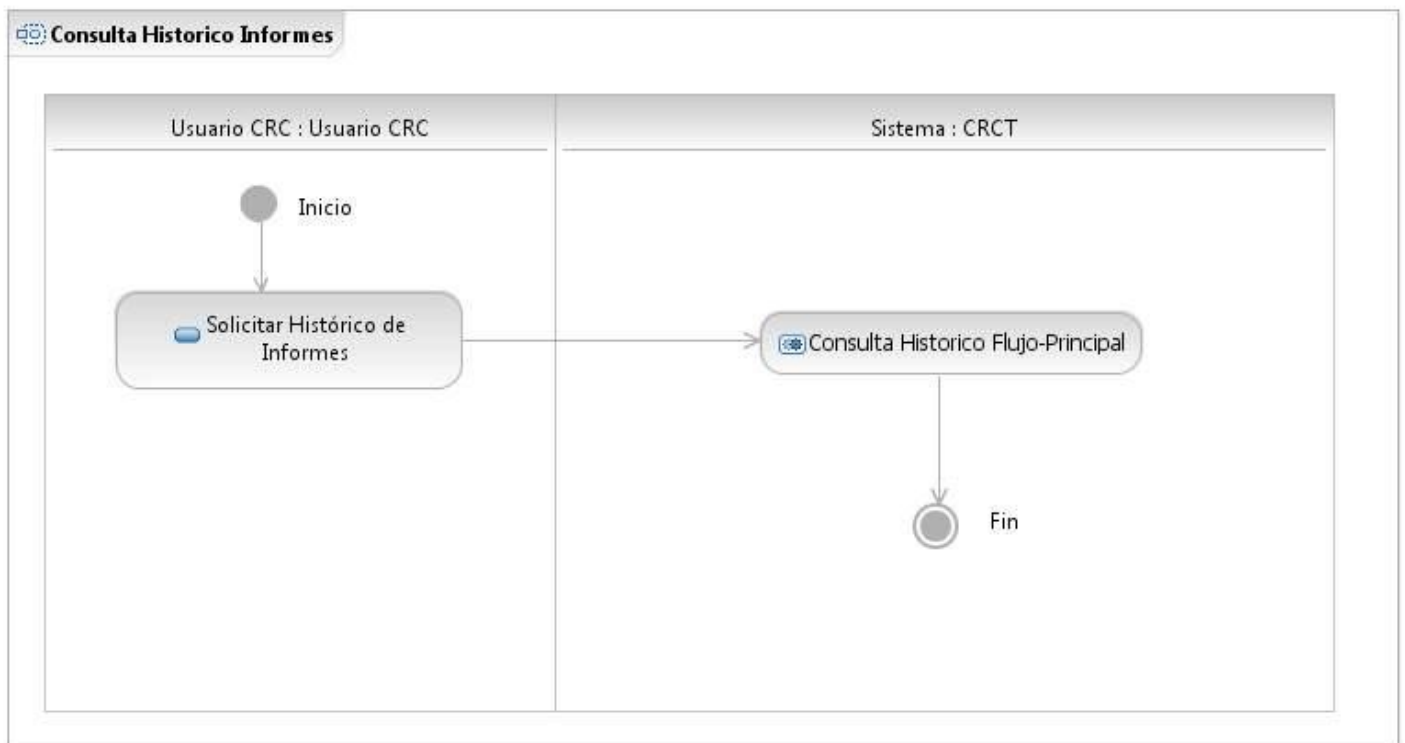 Consulta Historico Informes
Usuario CRC : Usuario CRC
Sistema : CRCT
Inicio
Solicitar Histórico de
Informes
Consulta Historico Flujo-Principal
Fin